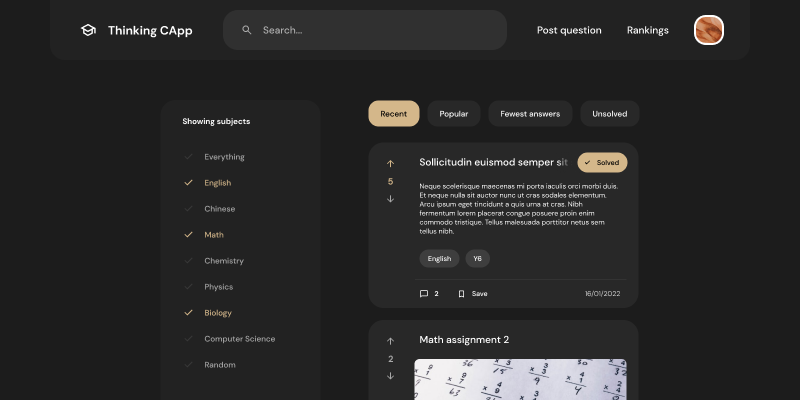 Thinking CApp
Search...
Post question
Rankings
Showing subjects
Everything
English
Chinese
Math
Chemistry
Physics
Biology
Computer Science
Random
Recent
Popular
Fewest answers
Unsolved
5
Sollicitudin euismod semper sit
Solved
Neque scelerisque maecenas mi porta iaculis orci morbi duis.
Et neque nulla sit auctor nunc ut cras sodales elementum.
Arcu ipsum eget tincidunt a quis urna at cras. Nibh
fermentum lorem placerat congue posuere proin enim
commodo tristique. Tellus malesuada porttitor netus sem
tellus nibh.
English
Y6
2
Save
16/01/2022
2
Math assignment 2